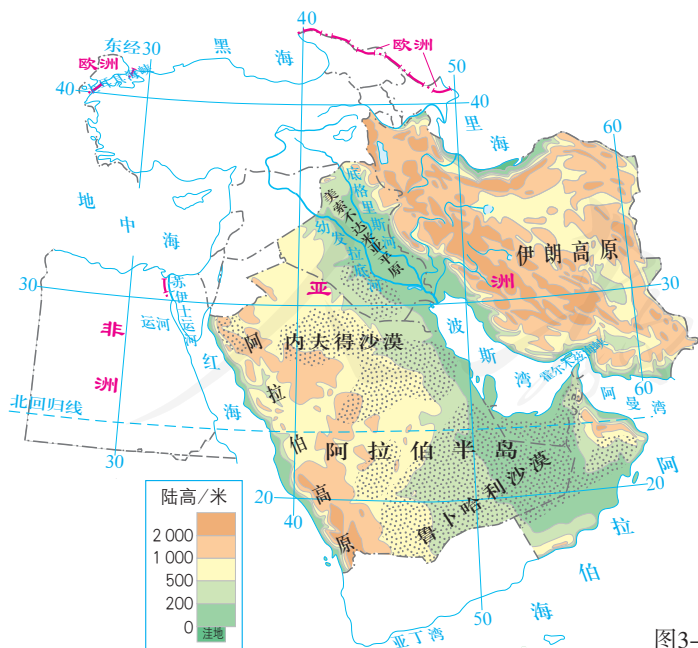 东经30
黑海
40
欧洲
欧洲
50
40
40
里海
60
地中海
底格里斯河
幼发拉底河
美索不达米亚平原
伊朗高原
30
苏伊士运河
运河
亚
洲
30
非
洲
红海
内夫得沙漠
波斯湾
霍尔木兹海峡
60
阿曼湾
北回归线
30
阿拉伯高原
阿拉伯半岛
鲁卜哈利沙漠
20
40
20
阿拉伯海
50
亚丁湾
陆高/米
2 000
1 000
500
200
0
洼地
图3-